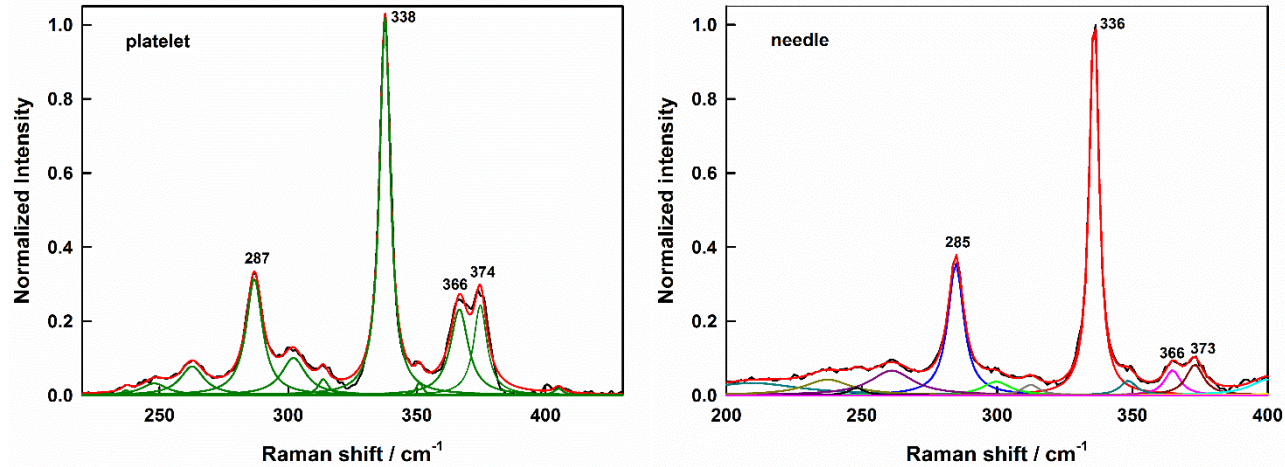 platelet
338
287
366
374
1.0
0.8
0.6
0.4
0.2
0.0
Normalized Intensity
250 300 350 400
Raman shift / cm⁻¹
needle
336
285
366
373
1.0
0.8
0.6
0.4
0.2
0.0
Normalized intensity
200 250 300 350 400
Raman shift / cm⁻¹